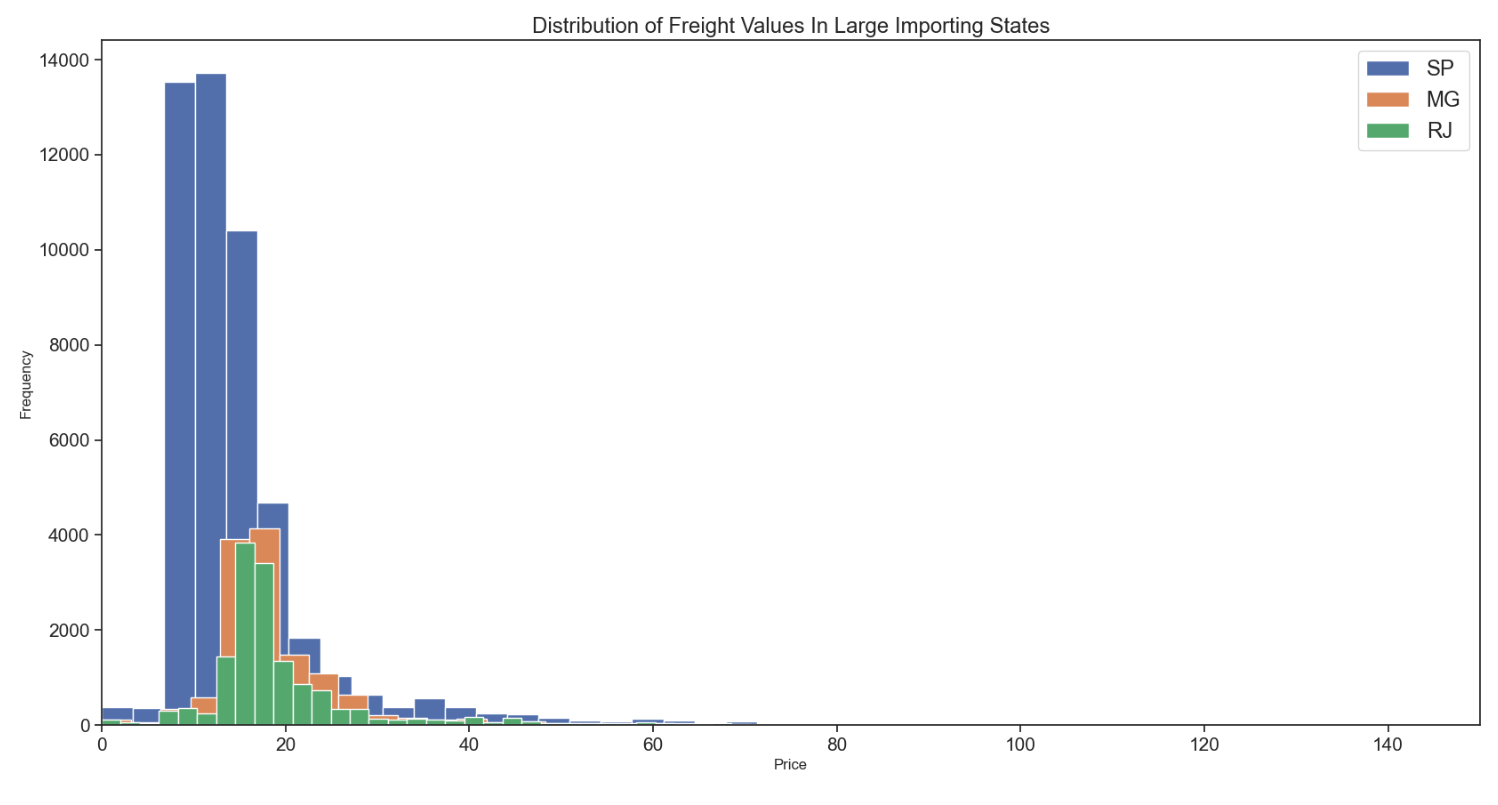 Distribution of Freight Values In Large Importing States
14000
12000
10000
8000
6000
4000
2000
0
Frequency
SP
MG
RJ
0 20 40 60 80 100 120 140
Price